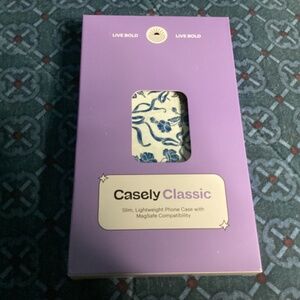 LIVE BOLD LIVE BOLD
Casely Classic
Slim, Lightweight Phone Case with
MagSafe Compatibility